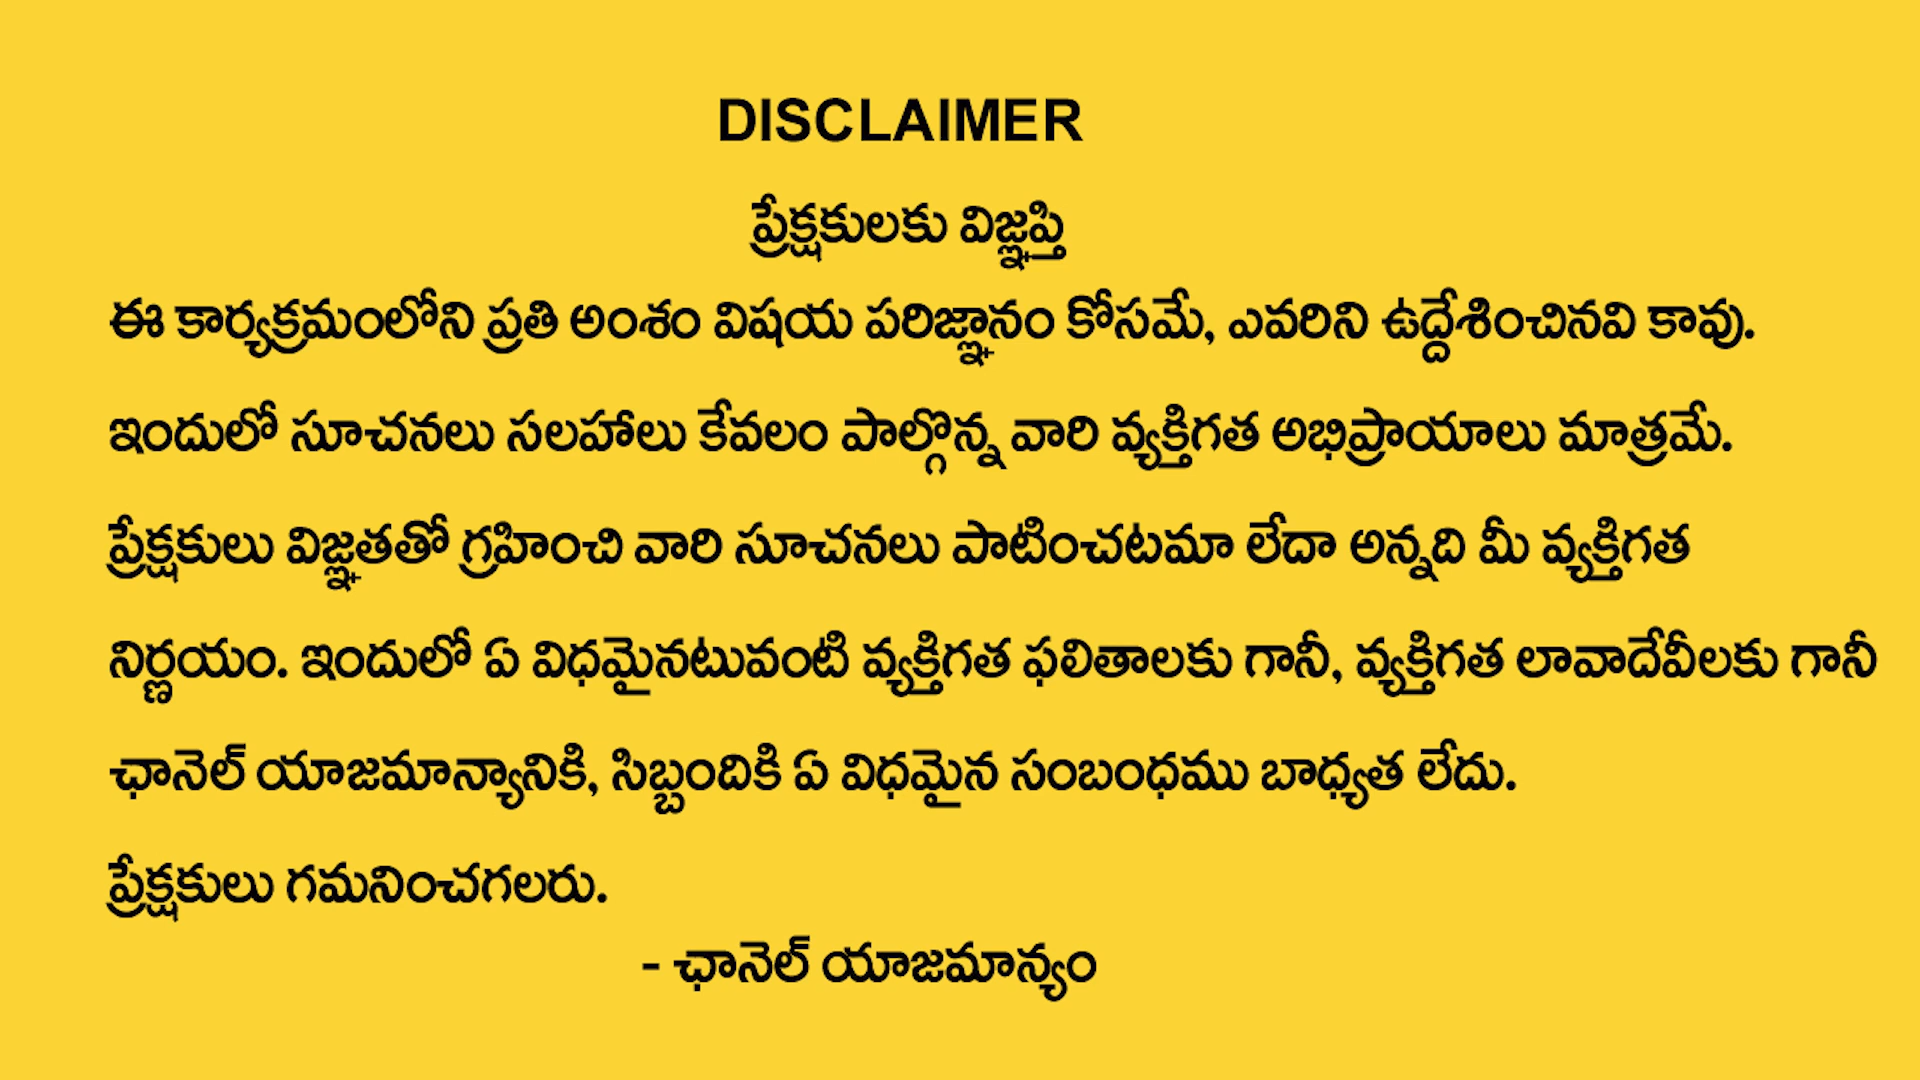 DISCLAIMER
ప్రేక్షకులకు విజ్ఞప్తి
ఈ కార్యక్రమంలోని ప్రతి అంశం విషయ పరిజ్ఞానం కోసమే, ఎవరిని ఉద్దేశించినవి కావు.
ఇందులో సూచనలు సలహాలు కేవలం పాల్గొన్న వారి వ్యక్తిగత అభిప్రాయాలు మాత్రమే.
ప్రేక్షకులు విజ్ఞతతో గ్రహించి వారి సూచనలు పాటించటమా లేదా అన్నది మీ వ్యక్తిగత
నిర్ణయం. ఇందులో ఏ విధమైనటువంటి వ్యక్తిగత ఫలితాలకు గానీ, వ్యక్తిగత లావాదేవీలకు గానీ
ఛానెల్ యాజమాన్యానికి, సిబ్బందికి ఏ విధమైన సంబంధము బాధ్యత లేదు.
ప్రేక్షకులు గమనించగలరు.
- ఛానెల్ యాజమాన్యం